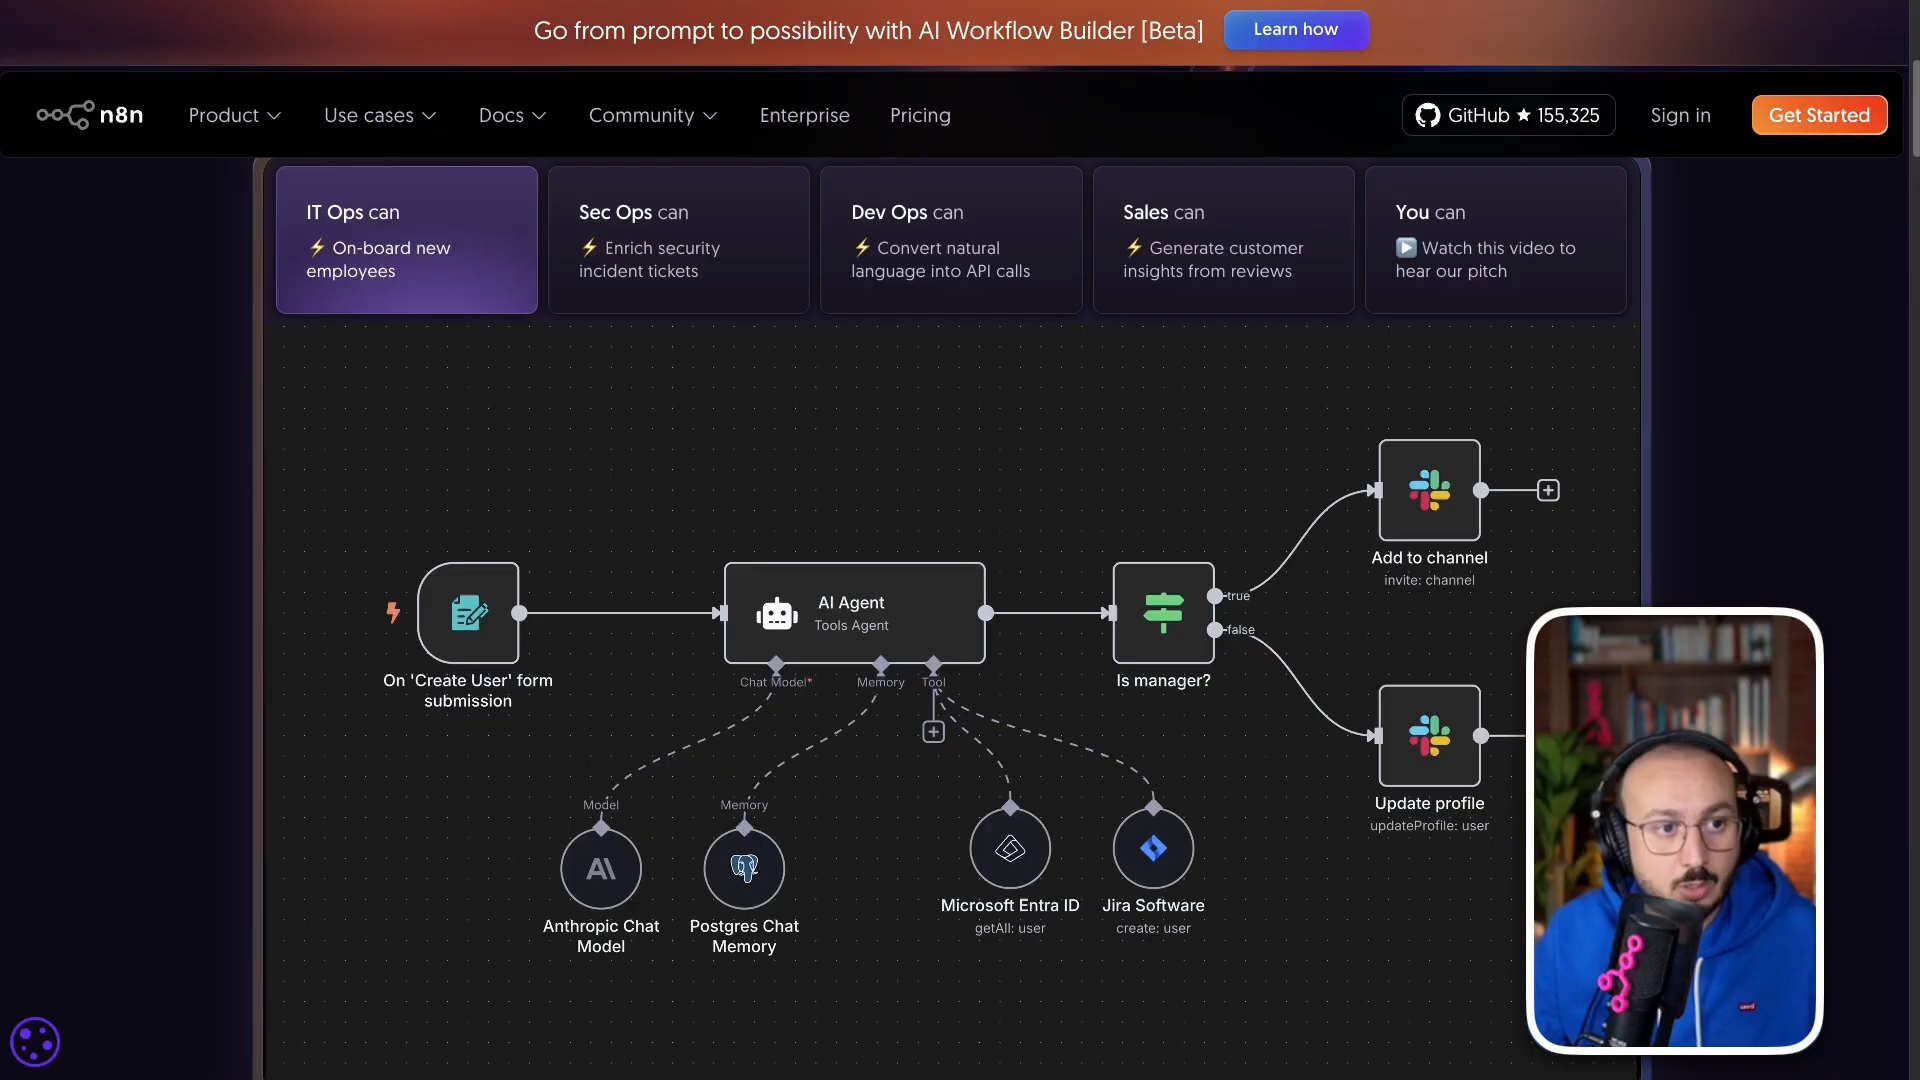 Go from prompt to possibility with AI Workflow Builder [Beta]
Learn how
n8n
Product
Use cases
Docs
Community
Enterprise
Pricing
GitHub ★ 155,325
Sign in
Get Started
IT Ops can
⚡ On-board new
employees
Sec Ops can
⚡ Enrich security
incident tickets
Dev Ops can
⚡ Convert natural
language into API calls
Sales can
⚡ Generate customer
insights from reviews
You can
▶️ Watch this video to
hear our pitch
On 'Create User' form
submission
AI Agent
Tools Agent
Chat Model*
Memory
Tool
Is manager?
true
false
Add to channel
invite: channel
Update profile
updateProfile: user
Model
Memory
Anthropic Chat
Model
Postgres Chat
Memory
Microsoft Entra ID
getAll: user
Jira Software
create: user